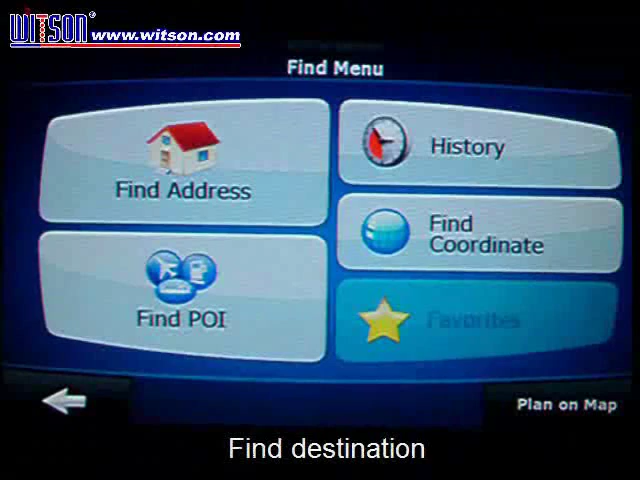 WITSON® www.witson.com
Find Menu
Find Address
History
Find
Coordinate
Find POI
Favorites
Plan on Map
Find destination